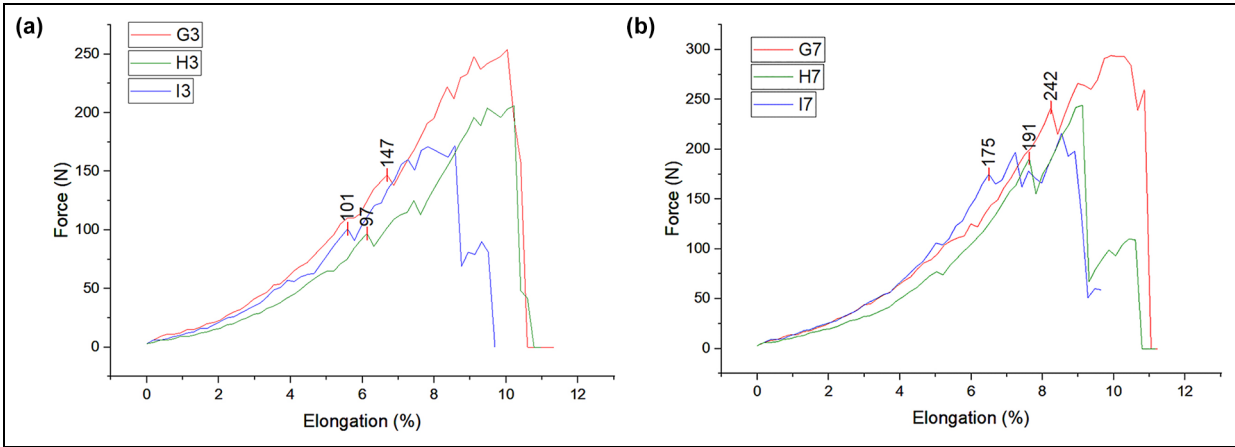 (a)
G3
H3
I3
250
200
150
100
50
0
147
101
97
Force (N)
0 2 4 6 8 10 12
Elongation (%)
(b)
G7
H7
I7
300
250
200
150
100
50
0
242
191
175
Force (N)
0 2 4 6 8 10 12
Elongation (%)